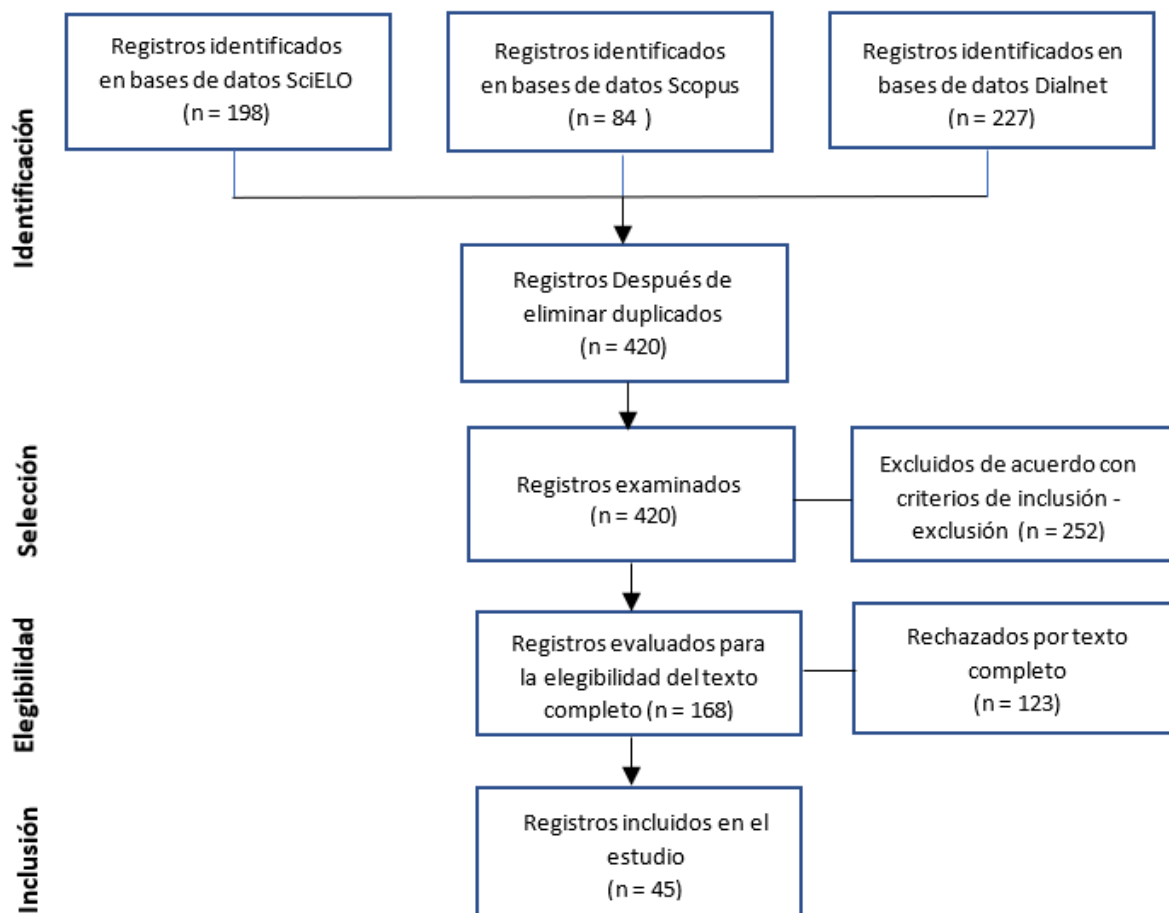 Identificación
Registros identificados
en bases de datos SciELO
(n = 198)
Registros identificados
en bases de datos Scopus
(n = 84 )
Registros identificados en
bases de datos Dialnet
(n = 227)
Registros Después de
eliminar duplicados
(n = 420)
Selección
Registros examinados
(n = 420)
Excluidos de acuerdo con
criterios de inclusión -
exclusión (n = 252)
Elegibilidad
Registros evaluados para
la elegibilidad del texto
completo (n = 168)
Rechazados por texto
completo
(n = 123)
Inclusión
Registros incluidos en el
estudio
(n = 45)